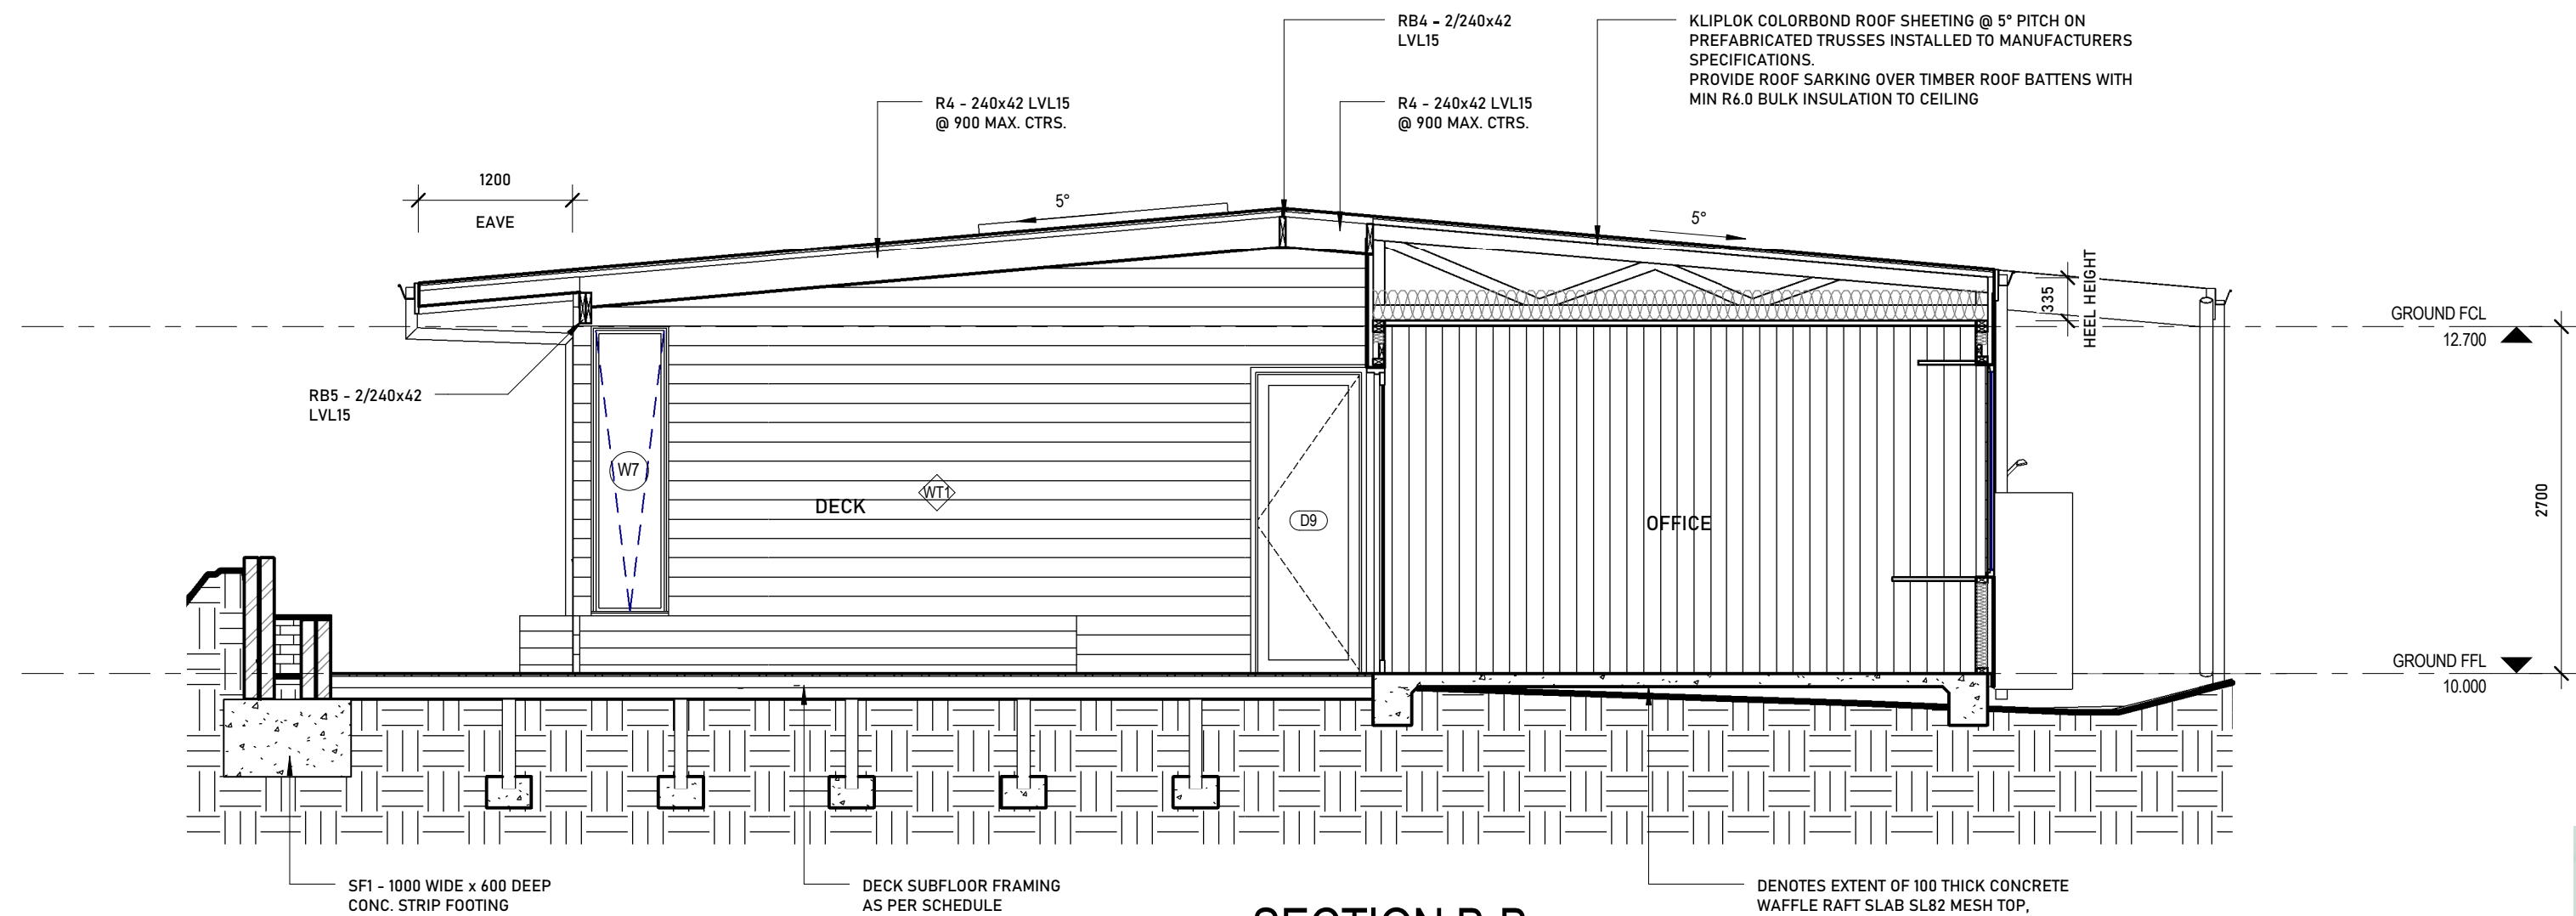 RB4 - 2/240x42
LVL15
KLIPLOK COLORBOND ROOF SHEETING @ 5° PITCH ON
PREFABRICATED TRUSSES INSTALLED TO MANUFACTURERS
SPECIFICATIONS.
PROVIDE ROOF SARKING OVER TIMBER ROOF BATTENS WITH
MIN R6.0 BULK INSULATION TO CEILING
R4 - 240x42 LVL15
@ 900 MAX. CTRS.
R4 - 240x42 LVL15
@ 900 MAX. CTRS.
1200
EAVE
5°
5°
335
HEEL HEIGHT
GROUND FCL
12.700
RB5 - 2/240x42
LVL15
W7
WT1
DECK
D9
OFFICE
2700
GROUND FFL
10.000
SF1 - 1000 WIDE x 600 DEEP
CONC. STRIP FOOTING
DECK SUBFLOOR FRAMING
AS PER SCHEDULE
DENOTES EXTENT OF 100 THICK CONCRETE
WAFFLE RAFT SLAB SL82 MESH TOP,